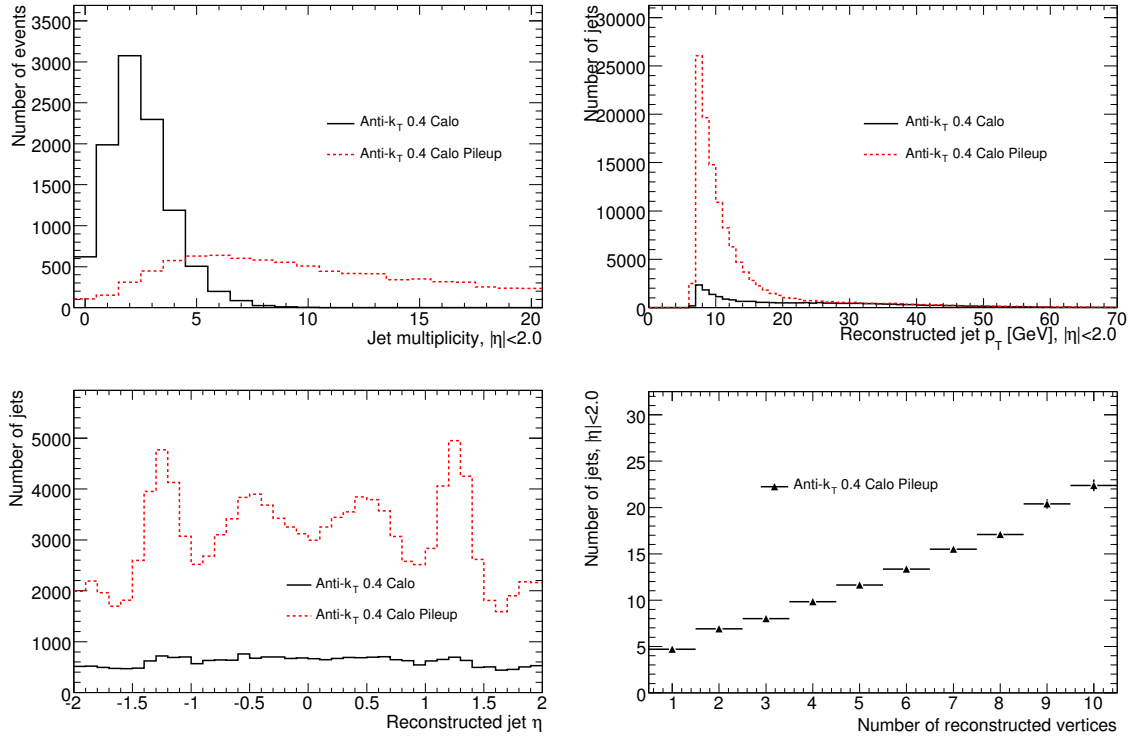 Number of events
3500
3000
2500
2000
1500
1000
500
0
Anti-k_T 0.4 Calo
Anti-k_T 0.4 Calo Pileup
0 5 10 15 20
Jet multiplicity, |η|<2.0
Number of jets
30000
25000
20000
15000
10000
5000
0
Anti-k_T 0.4 Calo
Anti-k_T 0.4 Calo Pileup
0 10 20 30 40 50 60 70
Reconstructed jet p_T [GeV], |η|<2.0
Number of jets
5000
4000
3000
2000
1000
0
Anti-k_T 0.4 Calo
Anti-k_T 0.4 Calo Pileup
-2 -1.5 -1 -0.5 0 0.5 1 1.5 2
Reconstructed jet η
Number of jets, |η|<2.0
30
25
20
15
10
5
0
Anti-k_T 0.4 Calo Pileup
1 2 3 4 5 6 7 8 9 10
Number of reconstructed vertices